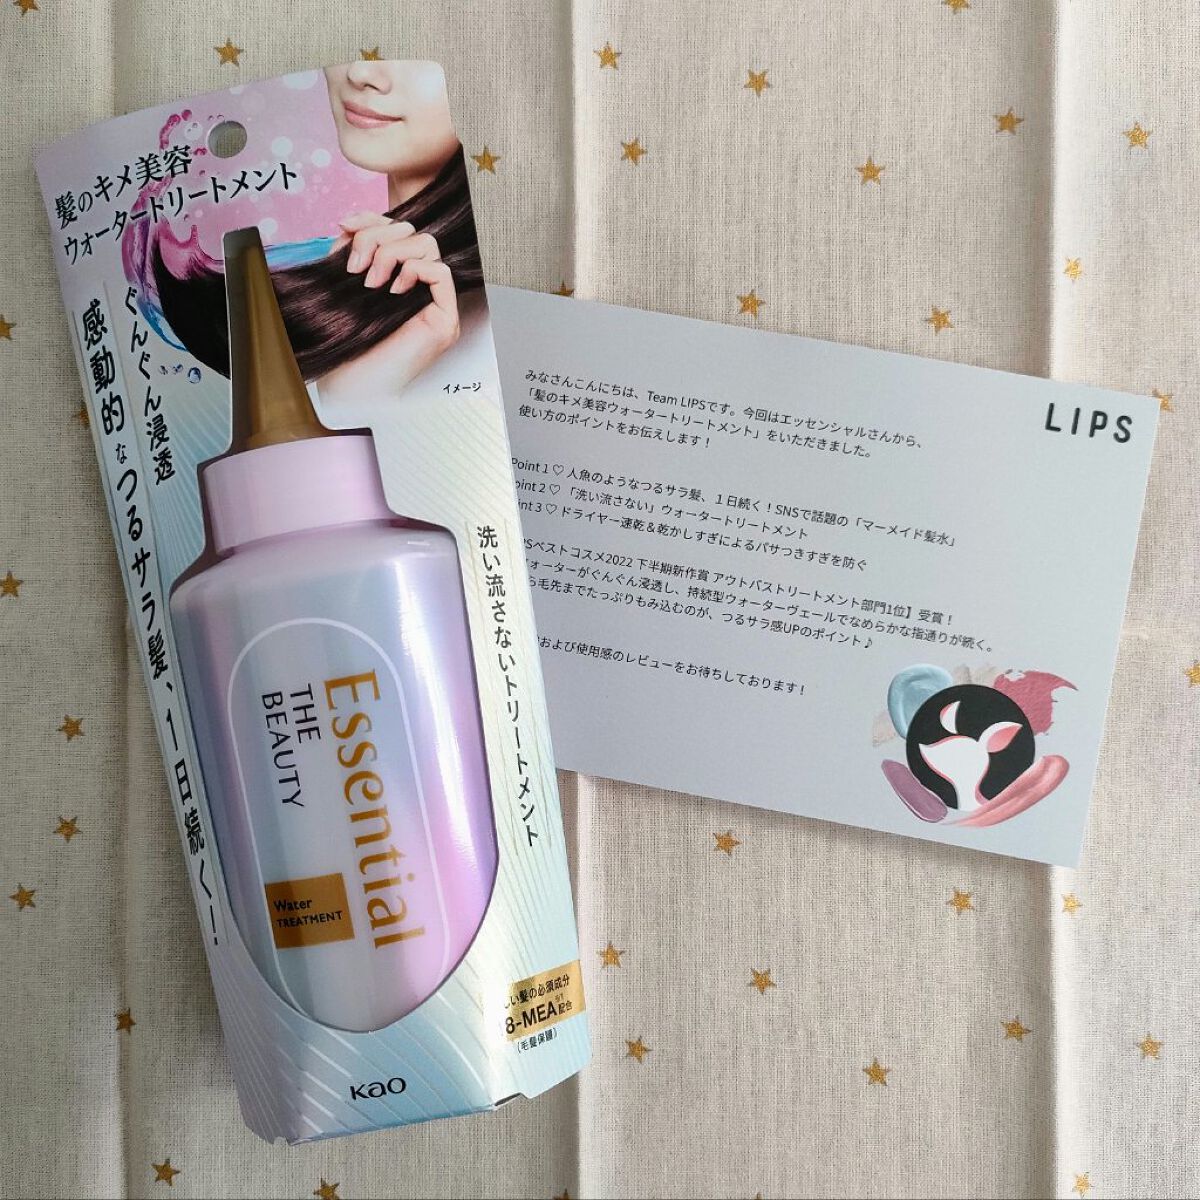 髪のキメ美容
ウォータートリートメント
ぐんぐん浸透
感動的なつるサラ髪、1日続く!
イメージ
洗い流さないトリートメント
Essential
THE
BEAUTY
Water
TREATMENT
い髪の必須成分
8-MEA※1配合
(毛髪保護)
Kao
LIPS
みなさんこんにちは、Team LIPSです。今回はエッセンシャルさんから、
「髪のキメ美容ウォータートリートメント」をいただきました。
使い方のポイントをお伝えします！
Point 1 ♡ 人魚のようなつるサラ髪、１日続く！SNSで話題の「マーメイド髪水」
oint 2 ♡ 「洗い流さない」ウォータートリートメント
int 3 ♡ ドライヤー速乾＆乾かしすぎによるパサつきすぎを防ぐ
PSベストコスメ2022 下半期新作賞 アウトバストリートメント部門1位】受賞！
ウォーターがぐんぐん浸透し、持続型ウォーターヴェールでなめらかな指通りが続く。
ら毛先までたっぷりもみ込むのが、つるサラ感UPのポイント♪
および使用感のレビューをお待ちしております！